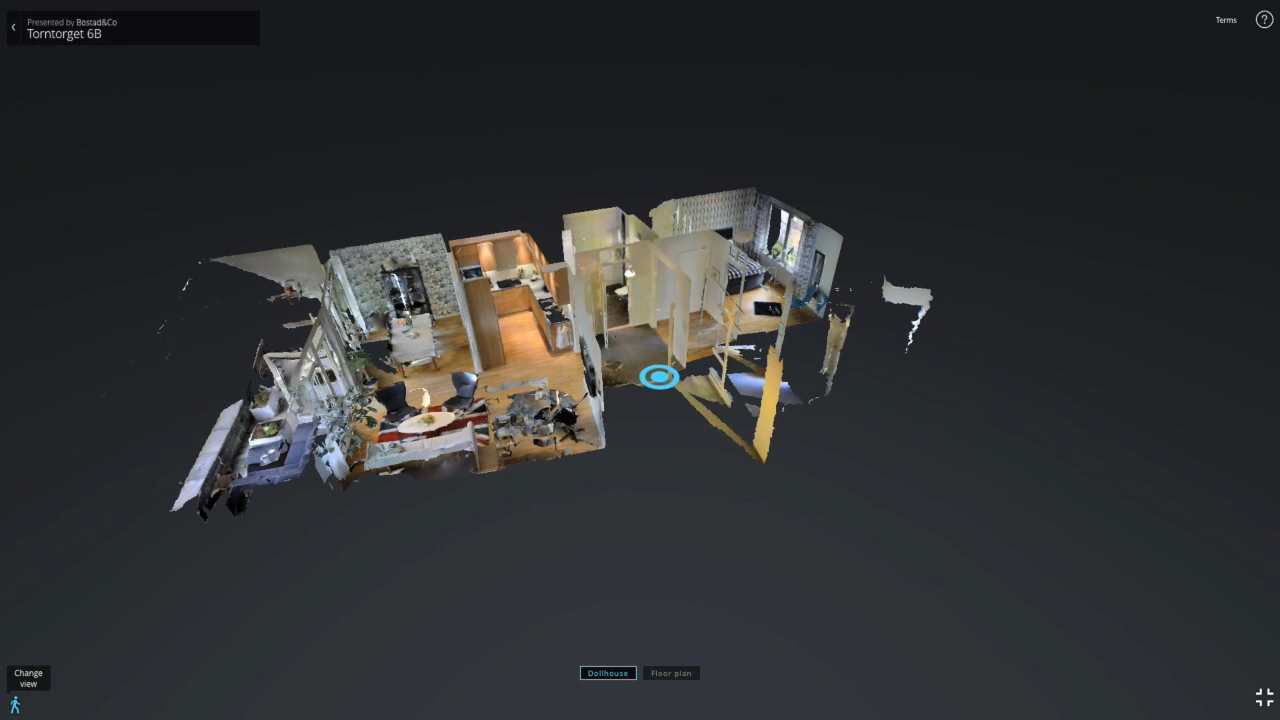 Presented by Bostad&Co
Torntorget 6B
Terms
?
Change
view
Dollhouse
Floor plan